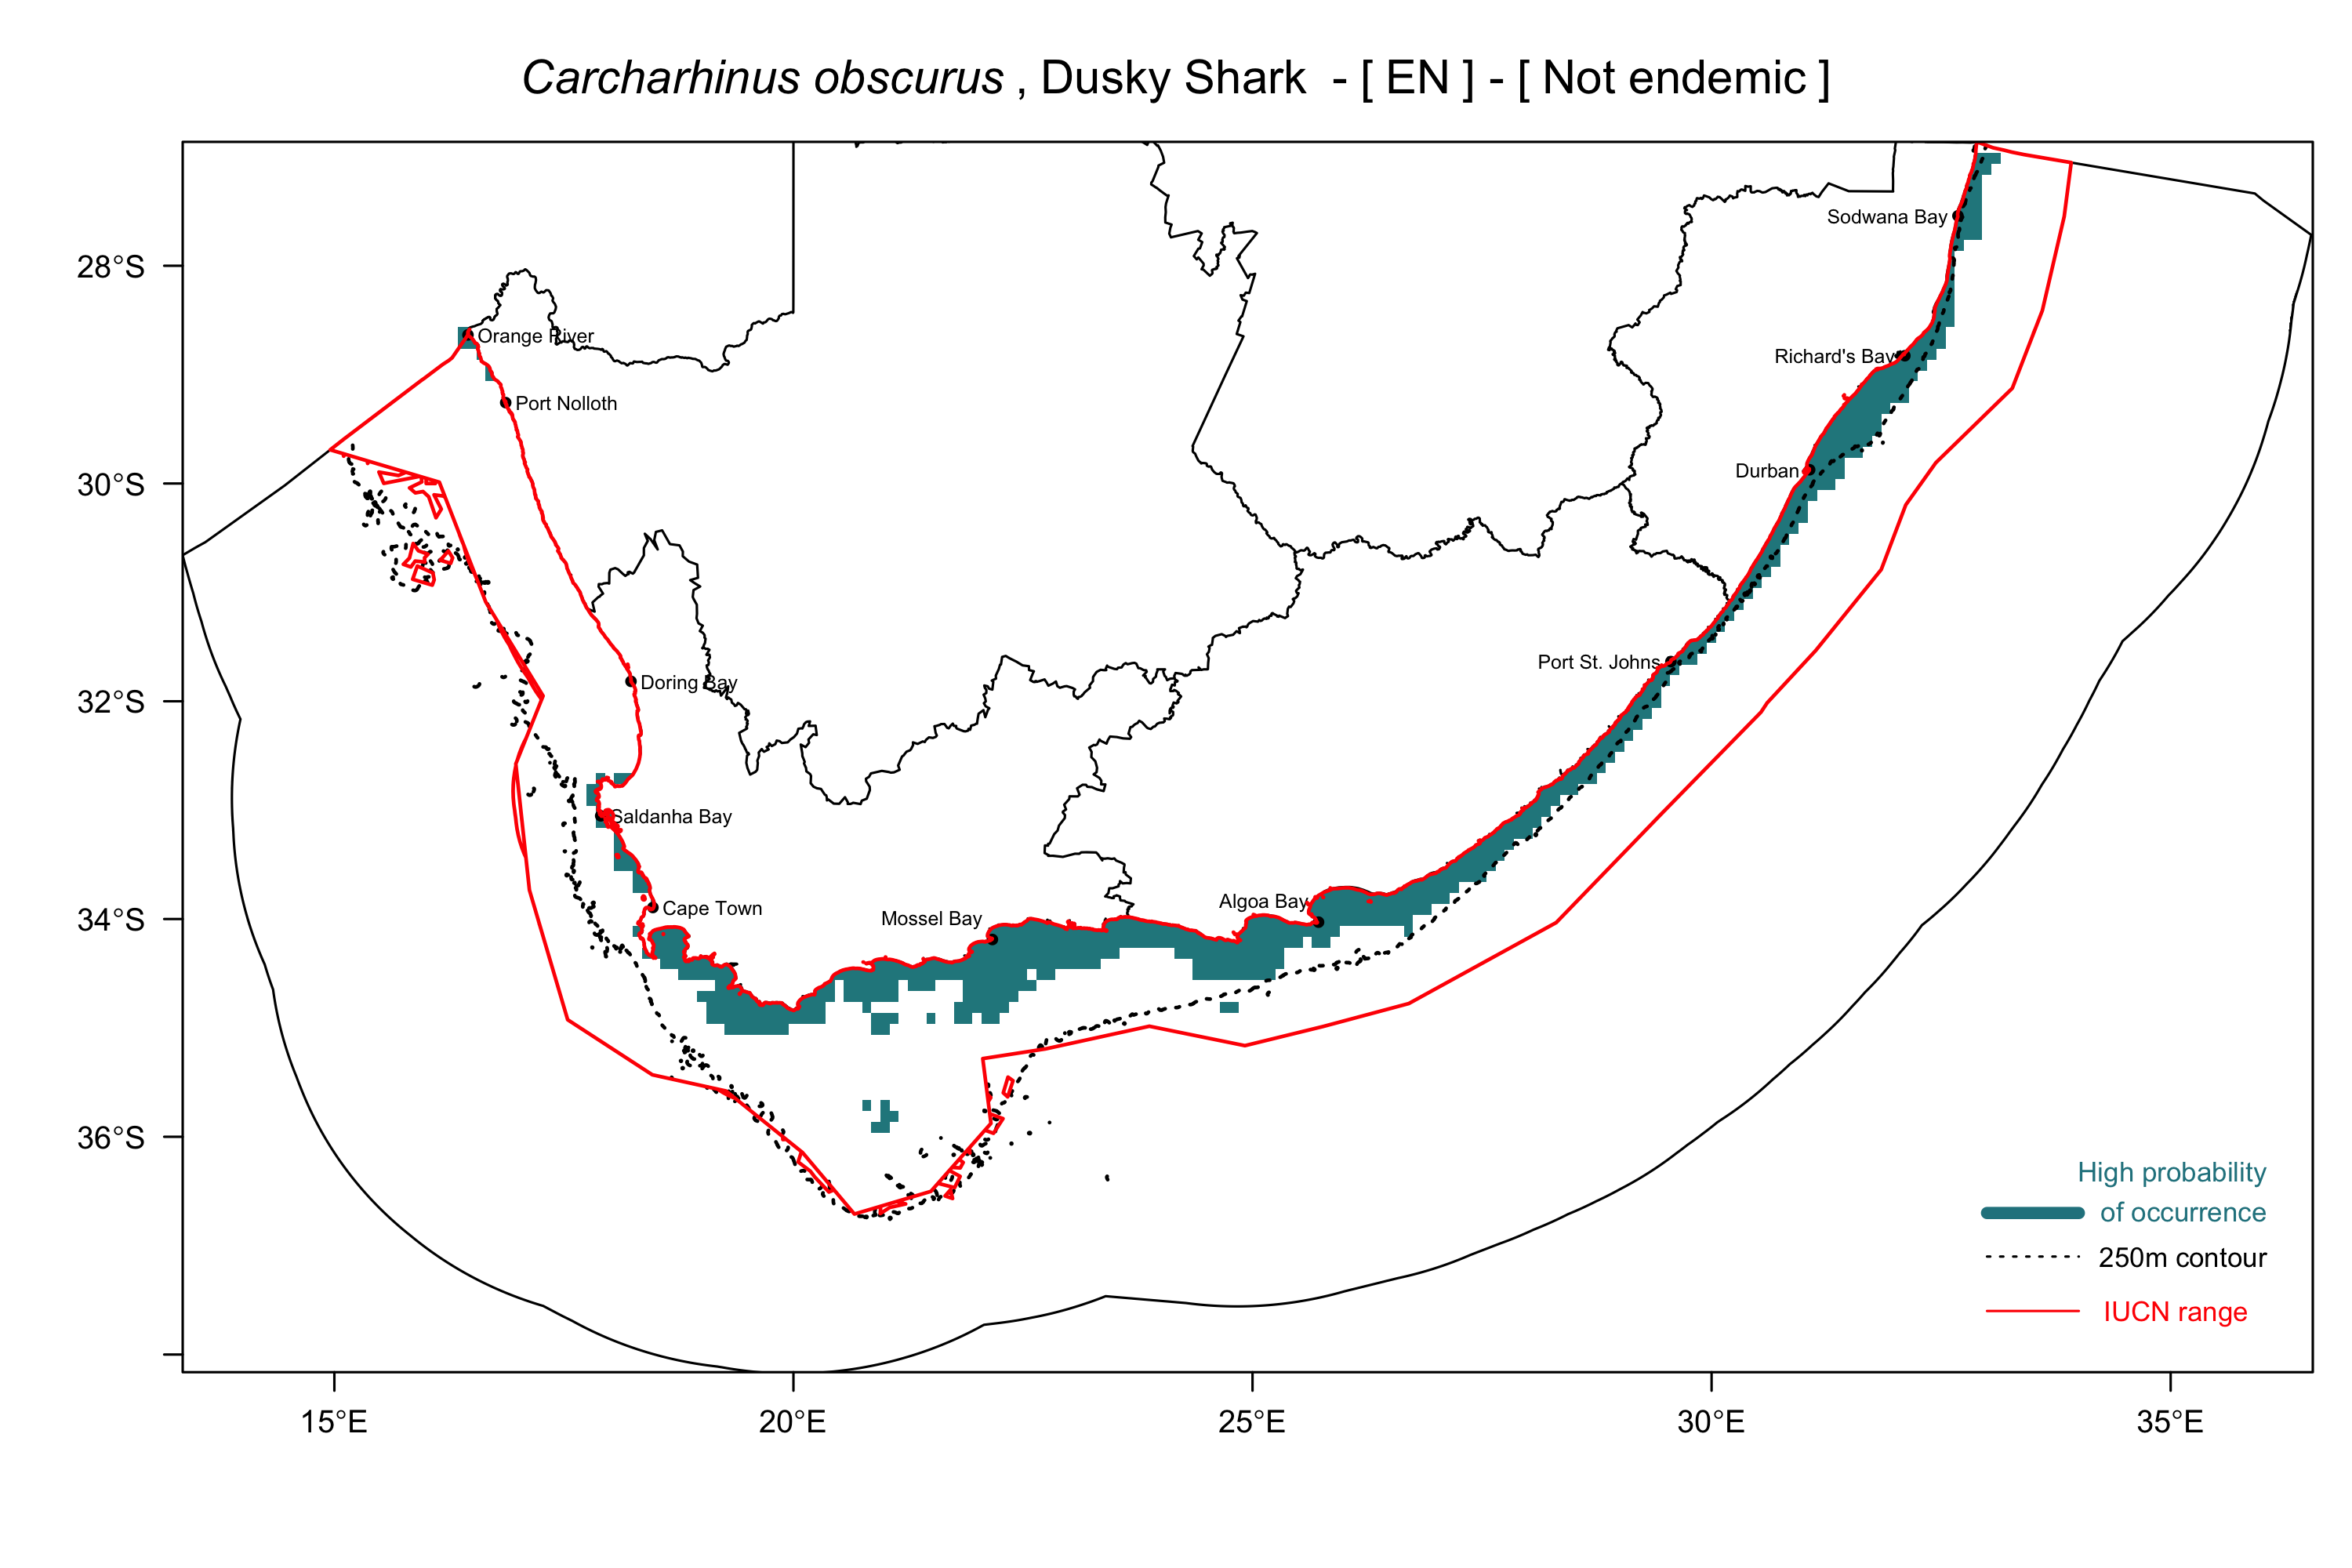 Carcharhinus obscurus , Dusky Shark - [ EN ] - [ Not endemic ]
28°S
30°S
32°S
34°S
36°S
Sodwana Bay
Orange River
Richard's Bay
Port Nolloth
Durban
Port St. Johns
Doring Bay
Saldanha Bay
Algoa Bay
Cape Town
Mossel Bay
High probability
of occurrence
250m contour
IUCN range
15°E
20°E
25°E
30°E
35°E